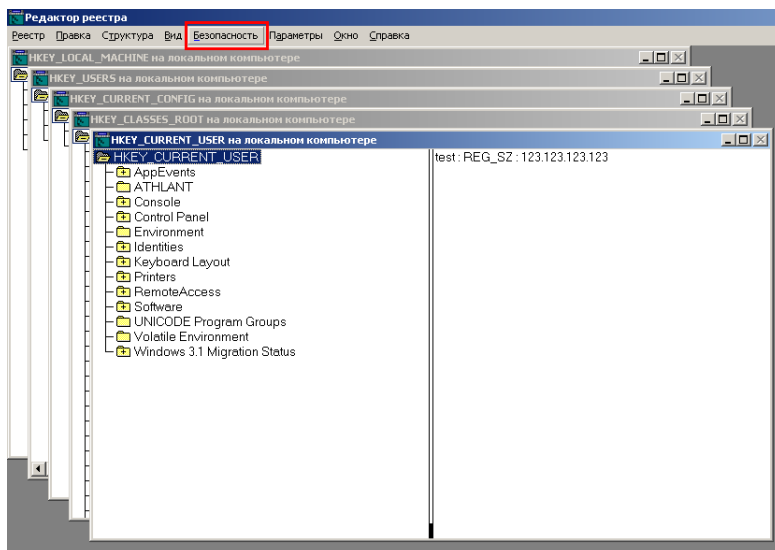 Редактор реестра
Реестр Правка Структура Вид Безопасность Параметры Окно Справка
HKEY_LOCAL_MACHINE на локальном компьютере
HKEY_USERS на локальном компьютере
HKEY_CURRENT_CONFIG на локальном компьютере
HKEY_CLASSES_ROOT на локальном компьютере
HKEY_CURRENT_USER на локальном компьютере
HKEY_CURRENT_USER
test : REG_SZ : 123.123.123.123
AppEvents
ATHLANT
Console
Control Panel
Environment
Identities
Keyboard Layout
Printers
RemoteAccess
Software
UNICODE Program Groups
Volatile Environment
Windows 3.1 Migration Status